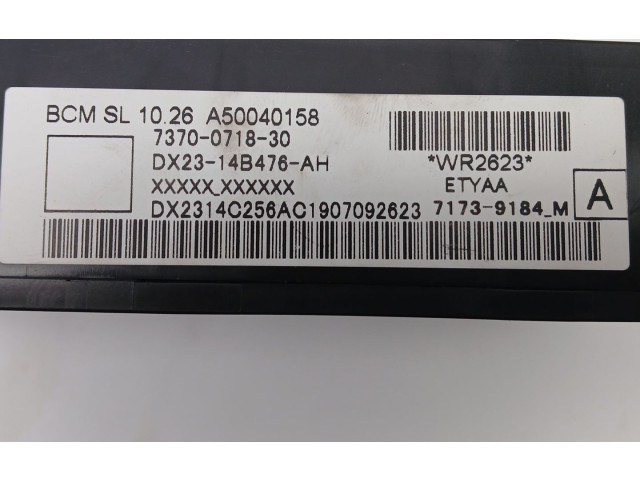 BCM SL 10.26 A50040158
7370-0718-30
DX23-14B476-AH
XXXXX_XXXXXX
DX2314C256AC1907092623
*WR2623*
ETYAA
7173-9184_M
A